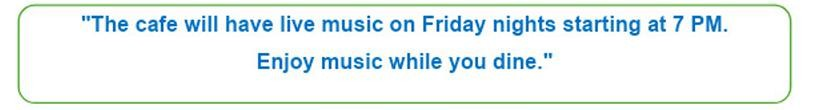 "The cafe will have live music on Friday nights starting at 7 PM.
Enjoy music while you dine."